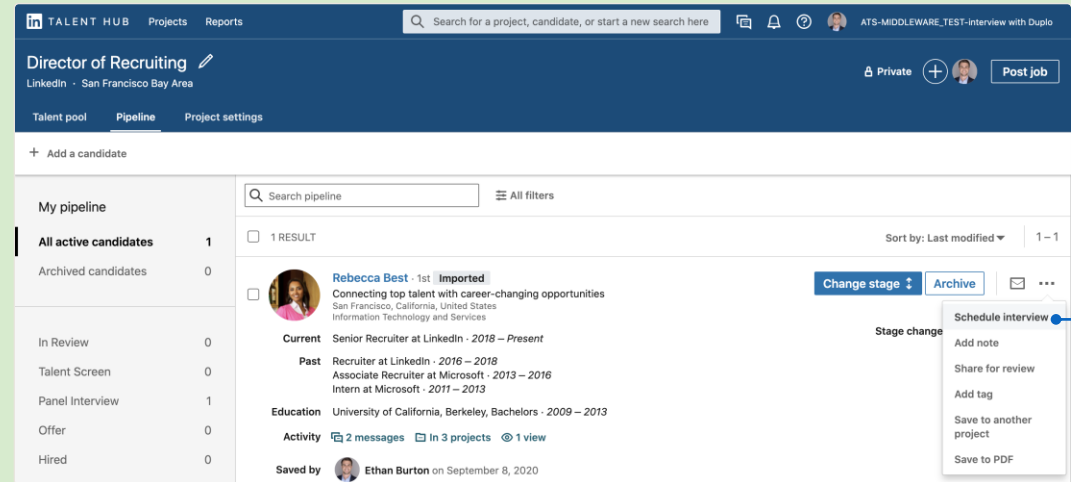 in TALENT HUB Projects Reports
Search for a project, candidate, or start a new search here
ATS-MIDDLEWARE_TEST-interview with Duplo
Director of Recruiting
LinkedIn · San Francisco Bay Area
Private
Post job
Talent pool Pipeline Project settings
+ Add a candidate
My pipeline
All active candidates 1
Archived candidates 0
In Review 0
Talent Screen 0
Panel Interview 1
Offer 0
Hired 0
Search pipeline
All filters
1 RESULT
Sort by: Last modified
1 – 1
Rebecca Best · 1st Imported
Connecting top talent with career-changing opportunities
San Francisco, California, United States
Information Technology and Services
Current Senior Recruiter at LinkedIn · 2018 – Present
Past Recruiter at LinkedIn · 2016 – 2018
Associate Recruiter at Microsoft · 2013 – 2016
Intern at Microsoft · 2011 – 2013
Education University of California, Berkeley, Bachelors · 2009 – 2013
Activity 2 messages In 3 projects 1 view
Saved by Ethan Burton on September 8, 2020
Change stage
Archive
Stage change
Schedule interview
Add note
Share for review
Add tag
Save to another
project
Save to PDF